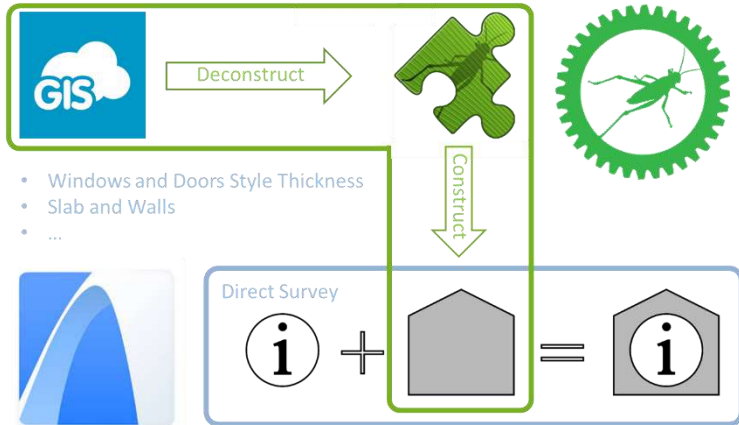 GIS
Deconstruct
Construct
• Windows and Doors Style Thickness
• Slab and Walls
• ...
Direct Survey
i + = i